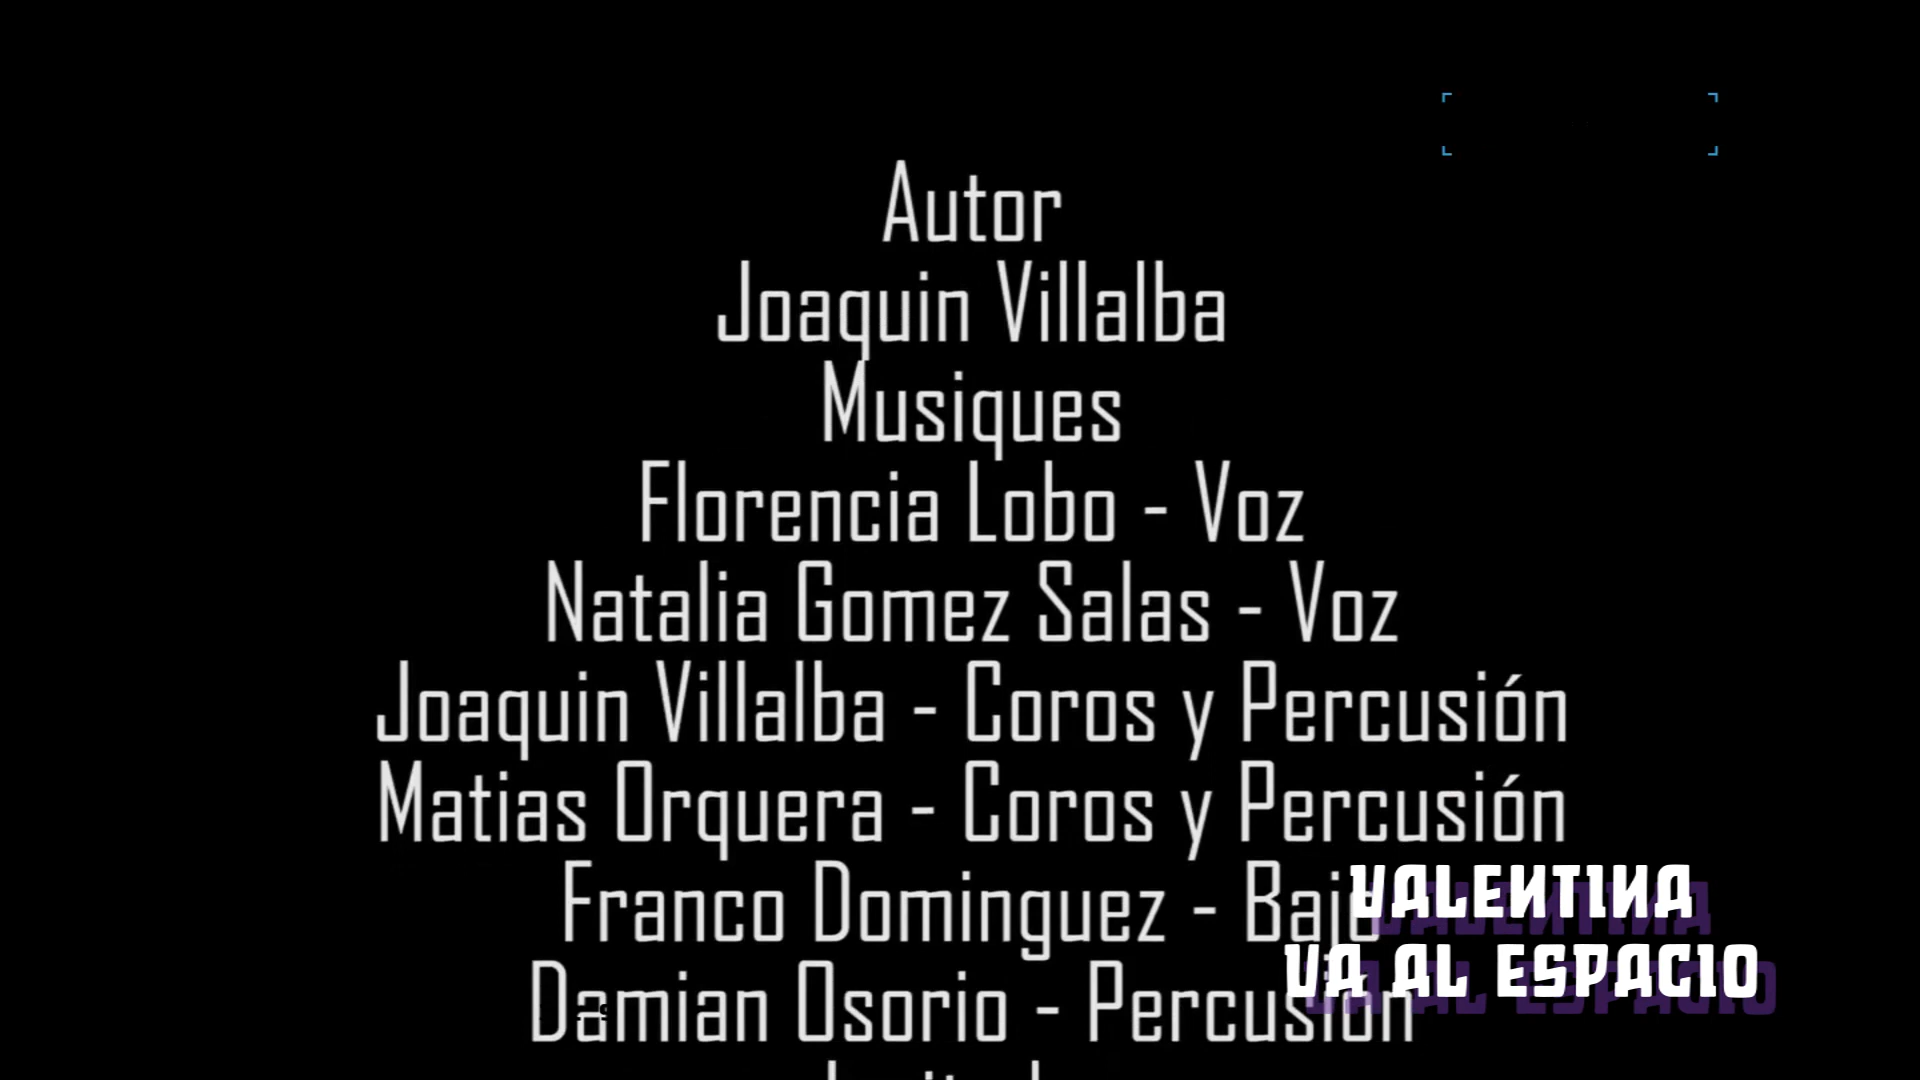 Autor
Joaquin Villalba
Musiques
Florencia Lobo - Voz
Natalia Gomez Salas - Voz
Joaquin Villalba - Coros y Percusión
Matias Orquera - Coros y Percusión
Franco Dominguez - Bajo
Damian Osorio - Percusión
VALENTINA
VA AL ESPACIO